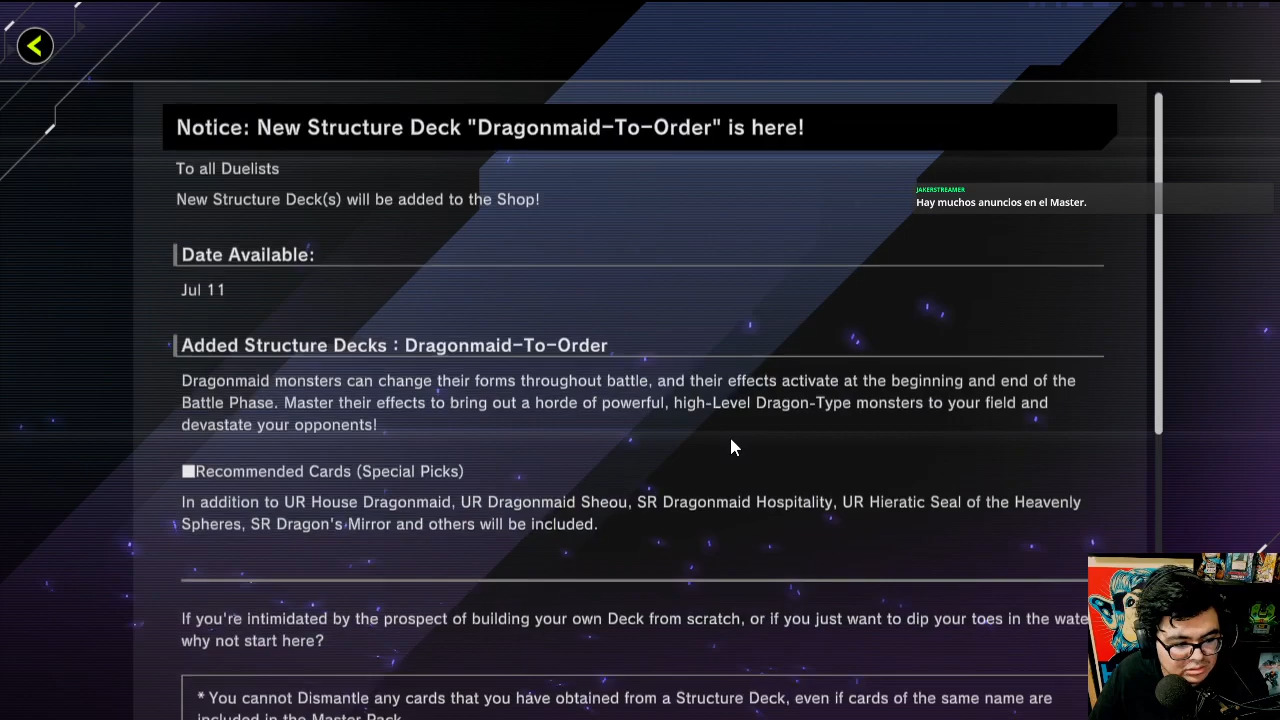 Notice: New Structure Deck "Dragonmaid-To-Order" is here!
To all Duelists
New Structure Deck(s) will be added to the Shop!
JAKERSTREAMER
Hay muchos anuncios en el Master.
Date Available:
Jul 11
Added Structure Decks : Dragonmaid-To-Order
Dragonmaid monsters can change their forms throughout battle, and their effects activate at the beginning and end of the
Battle Phase. Master their effects to bring out a horde of powerful, high-Level Dragon-Type monsters to your field and
devastate your opponents!
■Recommended Cards (Special Picks)
In addition to UR House Dragonmaid, UR Dragonmaid Sheou, SR Dragonmaid Hospitality, UR Hieratic Seal of the Heavenly
Spheres, SR Dragon's Mirror and others will be included.
If you're intimidated by the prospect of building your own Deck from scratch, or if you just want to dip your toes in the wate
why not start here?
* You cannot Dismantle any cards that you have obtained from a Structure Deck, even if cards of the same name are
included in the Master Pack